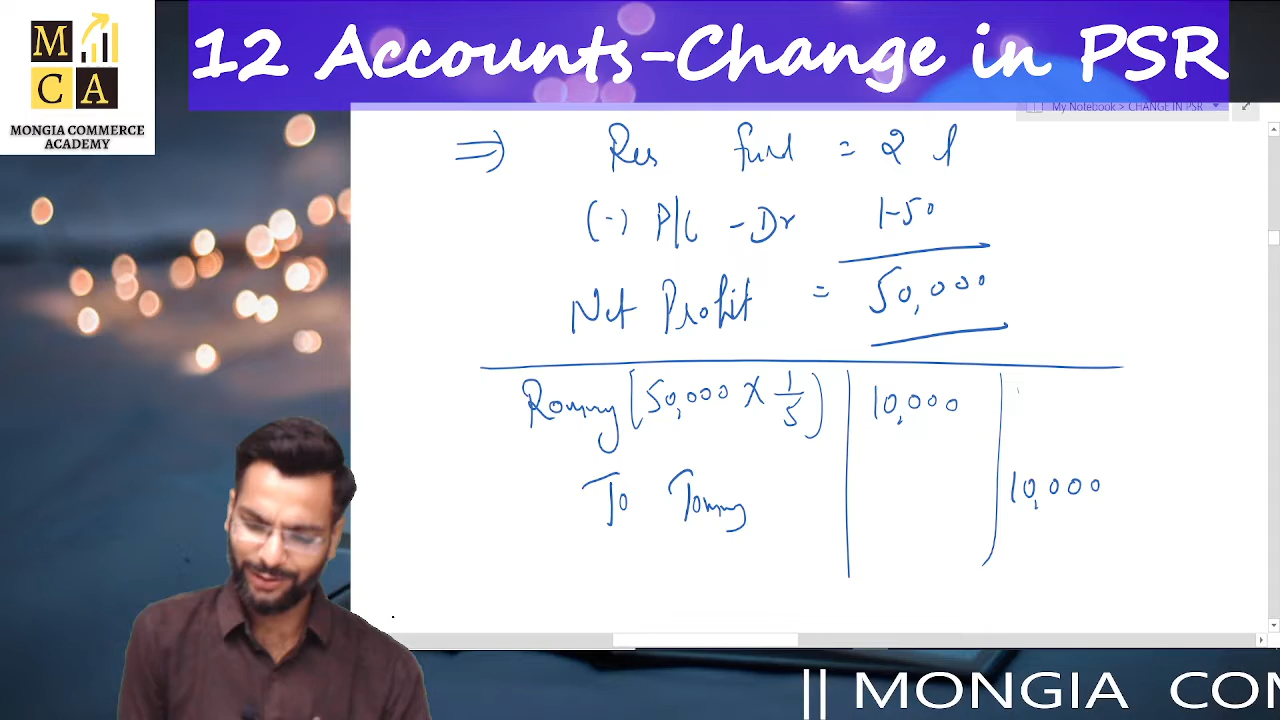 M
C A
MONGIA COMMERCE
ACADEMY
12 Accounts-Change in PSR
My Notebook > CHANGE IN PSR
⇒ Res fund = 2 l
(-) P/L - Dr 1-50
Net Profit = 50,000
Rommy (50,000 X 1/5) 10,000
To Tommy 10,000
|| MONGIA COM